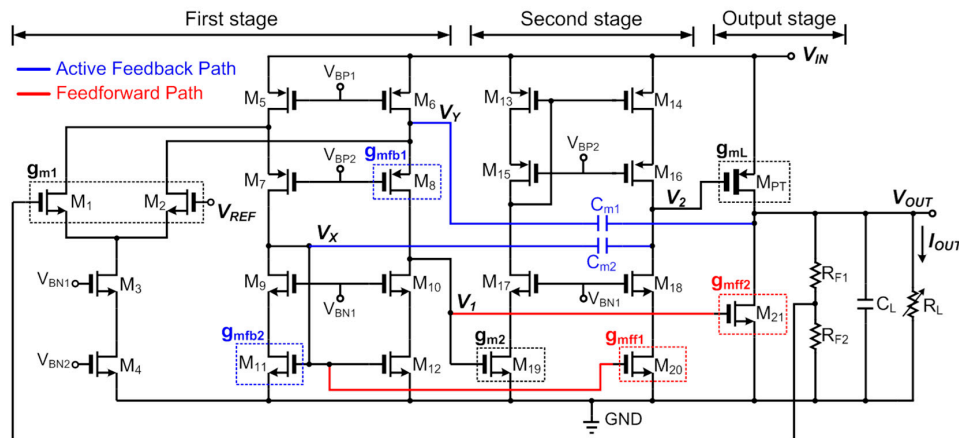 First stage
Second stage
Output stage
Active Feedback Path
Feedforward Path
V_IN
V_BP1
M_5
M_6
V_Y
M_13
M_14
g_m1
g_mfb1
V_BP2
V_BP2
g_mL
M_1
M_2
V_REF
M_7
M_8
M_15
M_16
M_PT
V_2
C_m1
V_OUT
V_X
C_m2
I_OUT
V_BN1
M_3
M_9
M_10
V_BN1
V_1
M_17
M_18
V_BN1
g_mff2
R_F1
M_21
C_L
R_L
g_mfb2
g_m2
g_mff1
R_F2
V_BN2
M_4
M_11
M_12
M_19
M_20
GND